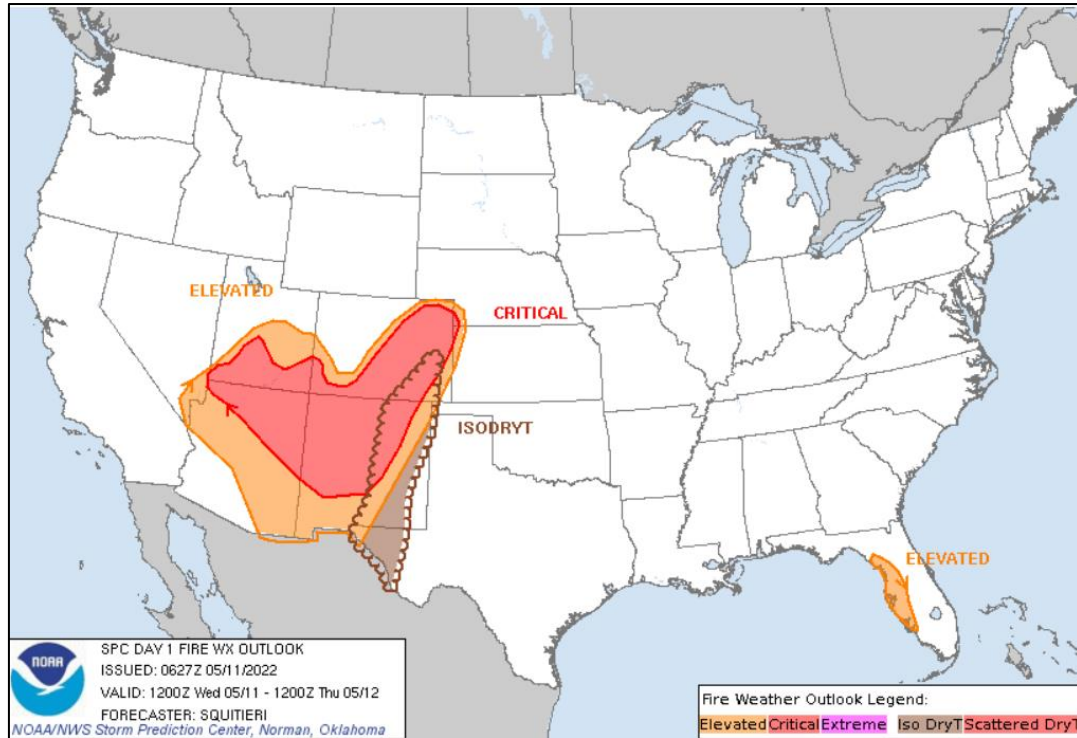 ELEVATED
CRITICAL
ISODRYT
ELEVATED
NOAA
SPC DAY 1 FIRE WX OUTLOOK
ISSUED: 0627Z 05/11/2022
VALID: 1200Z Wed 05/11 - 1200Z Thu 05/12
FORECASTER: SQUITIERI
NOAA/NWS Storm Prediction Center, Norman, Oklahoma
Fire Weather Outlook Legend:
Elevated Critical Extreme Iso DryT Scattered DryT